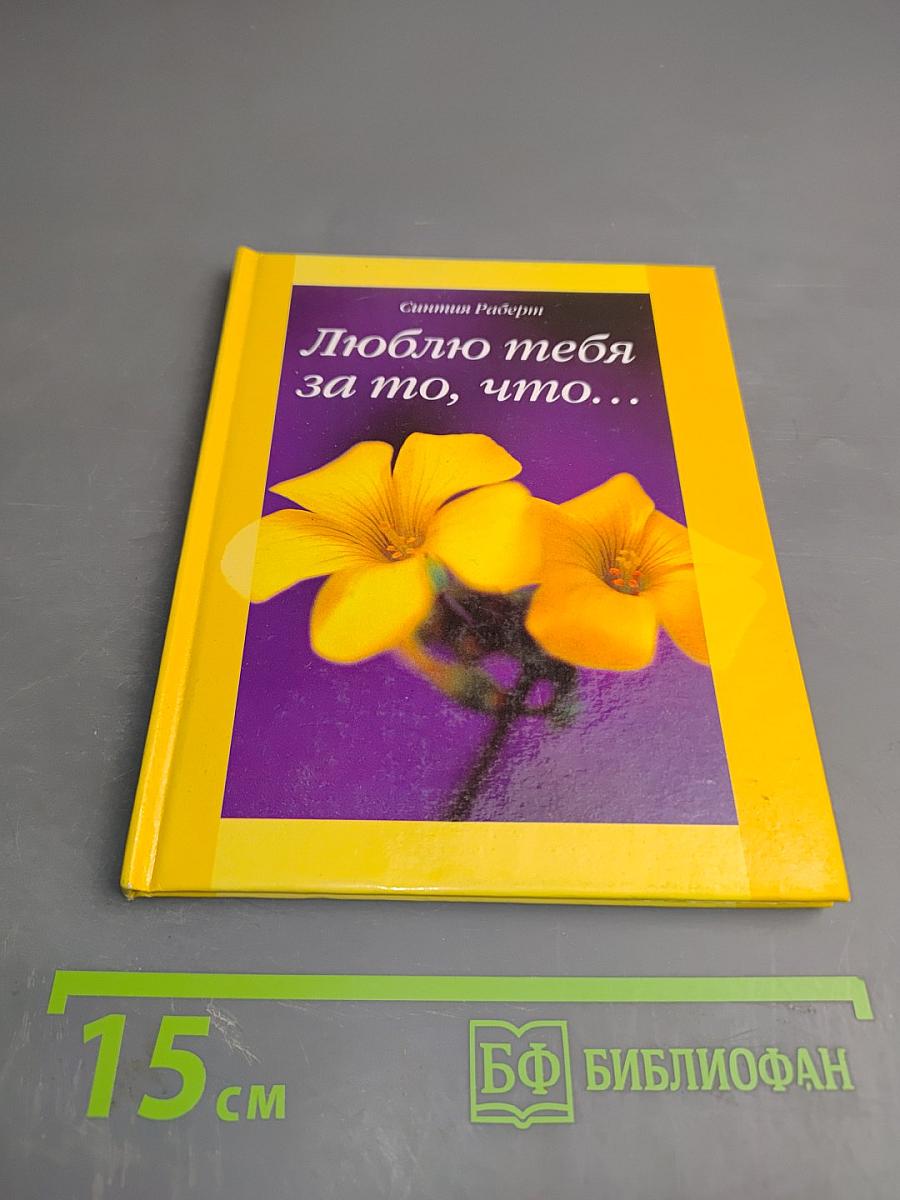 Синтия Раберт
Люблю тебя
за то, что...
15 см
БФ БИБЛИОФАН